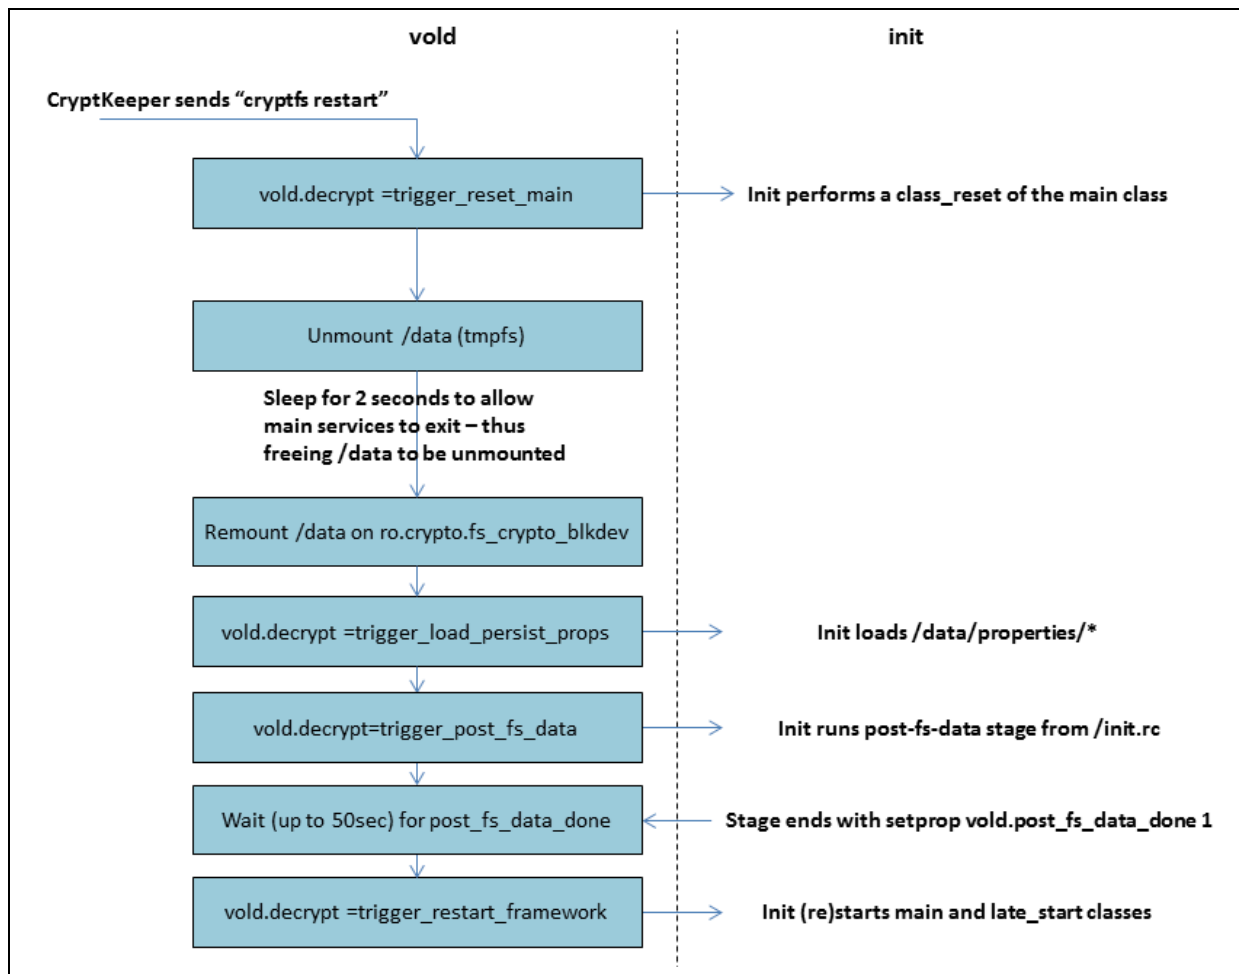 vold
init
CryptKeeper sends “cryptfs restart”
vold.decrypt =trigger_reset_main
Init performs a class_reset of the main class
Unmount /data (tmpfs)
Sleep for 2 seconds to allow
main services to exit – thus
freeing /data to be unmounted
Remount /data on ro.crypto.fs_crypto_blkdev
vold.decrypt =trigger_load_persist_props
Init loads /data/properties/*
vold.decrypt=trigger_post_fs_data
Init runs post-fs-data stage from /init.rc
Wait (up to 50sec) for post_fs_data_done
Stage ends with setprop vold.post_fs_data_done 1
vold.decrypt =trigger_restart_framework
Init (re)starts main and late_start classes